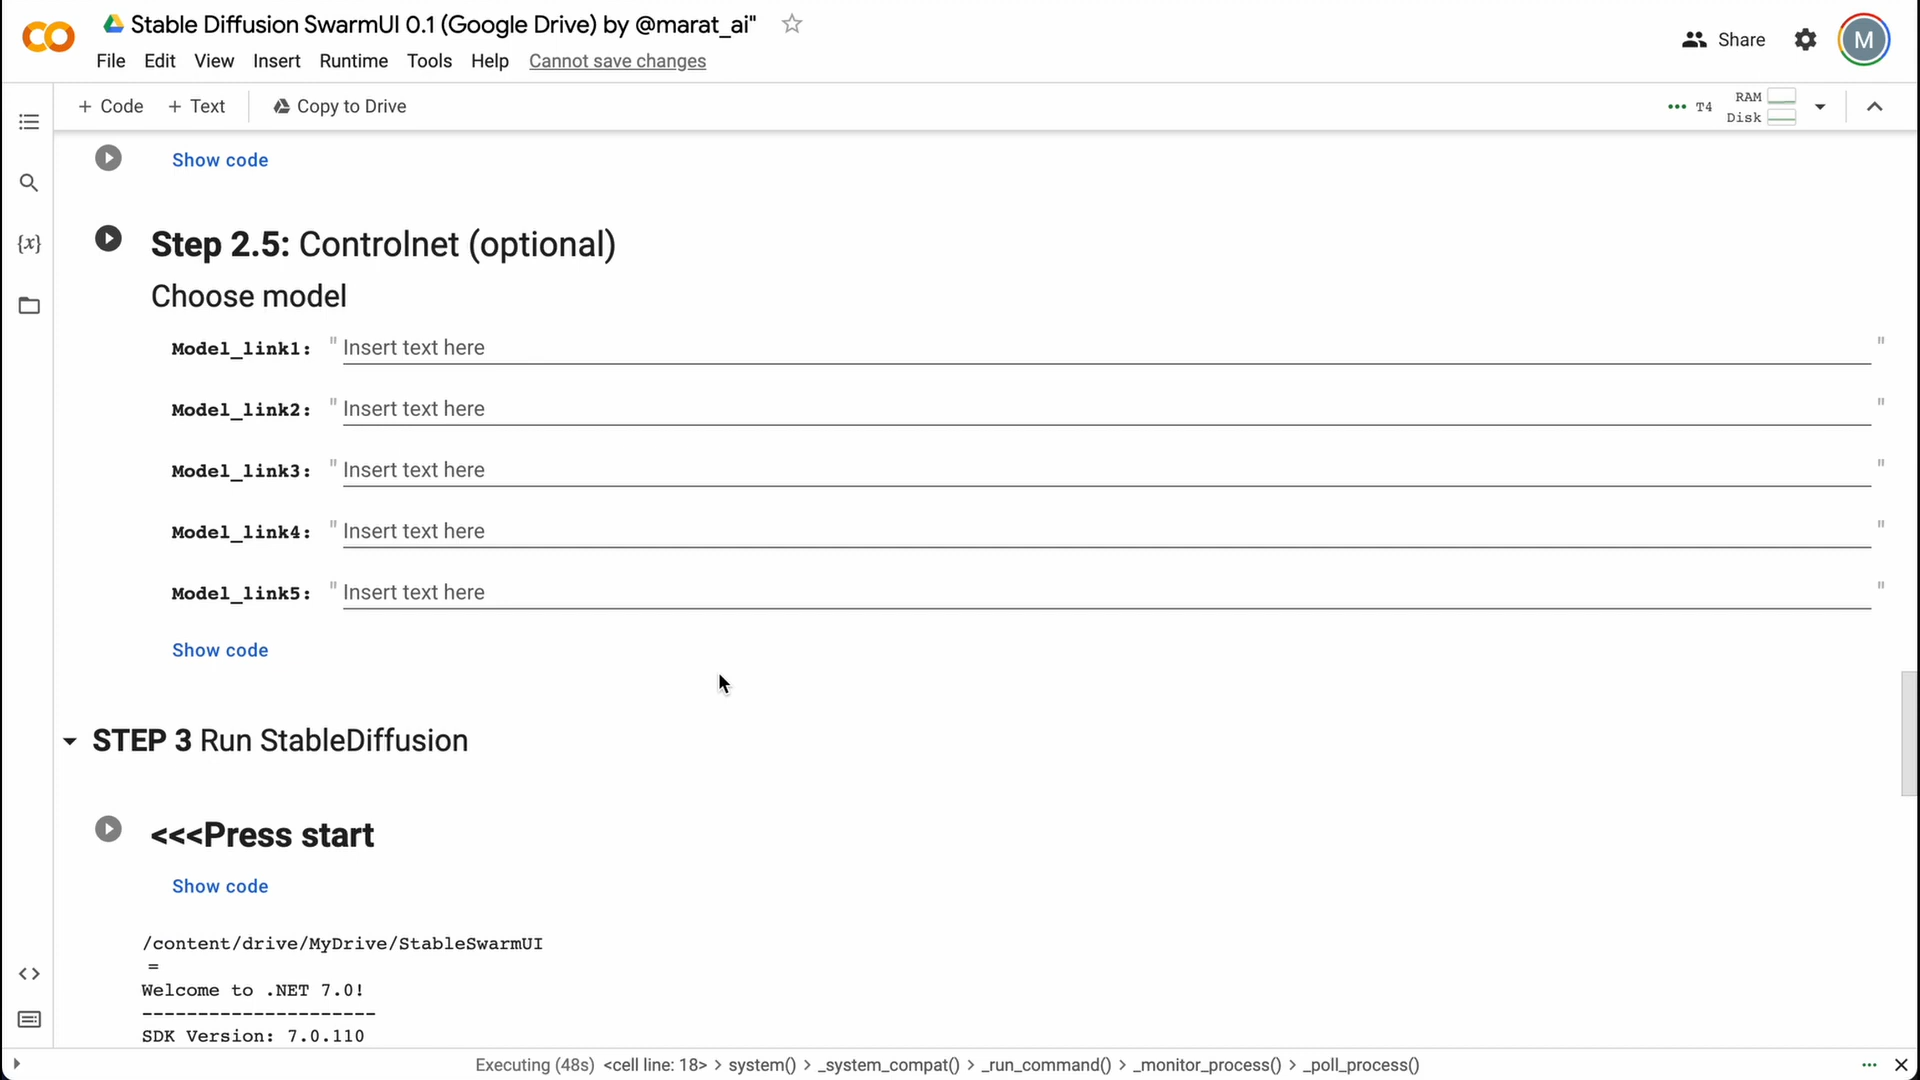 Stable Diffusion SwarmUI 0.1 (Google Drive) by @marat_ai"
File Edit View Insert Runtime Tools Help Cannot save changes
Share
M
+ Code + Text Copy to Drive
T4
RAM
Disk
Show code
{x}
Step 2.5: Controlnet (optional)
Choose model
Model_link1: " Insert text here "
Model_link2: " Insert text here "
Model_link3: " Insert text here "
Model_link4: " Insert text here "
Model_link5: " Insert text here "
Show code
STEP 3 Run StableDiffusion
<<<Press start
Show code
/content/drive/MyDrive/StableSwarmUI
=
Welcome to .NET 7.0!
---------------------
SDK Version: 7.0.110
Executing (48s) <cell line: 18> > system() > _system_compat() > _run_command() > _monitor_process() > _poll_process()